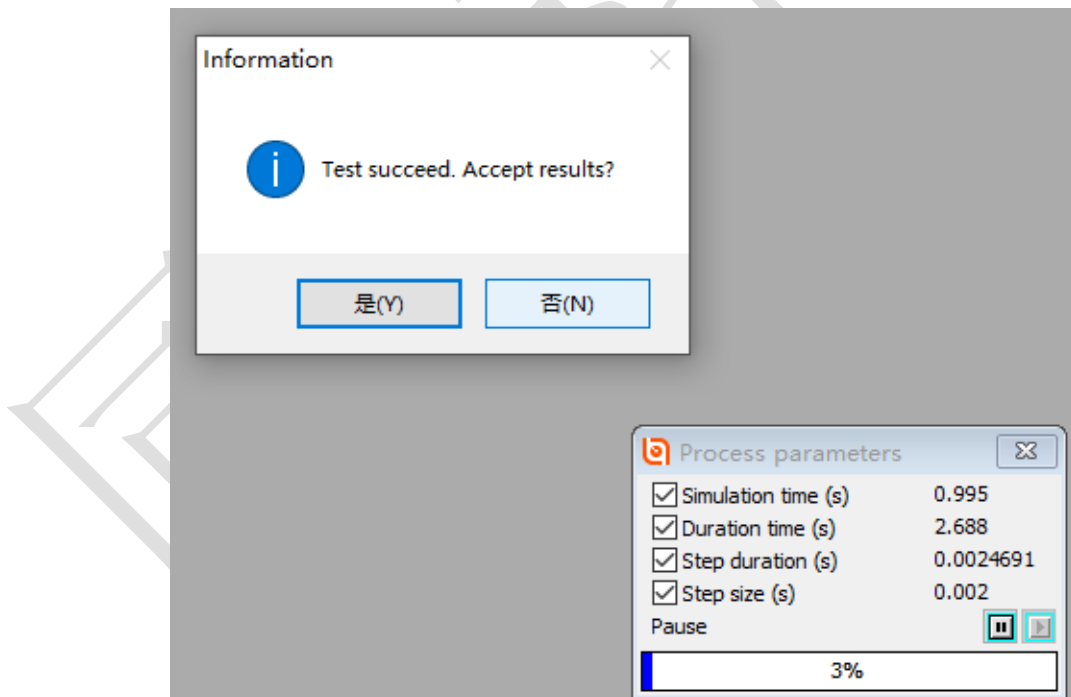 Information
Test succeed. Accept results?
是(Y) 否(N)
Process parameters
Simulation time (s) 0.995
Duration time (s) 2.688
Step duration (s) 0.0024691
Step size (s) 0.002
Pause
3%